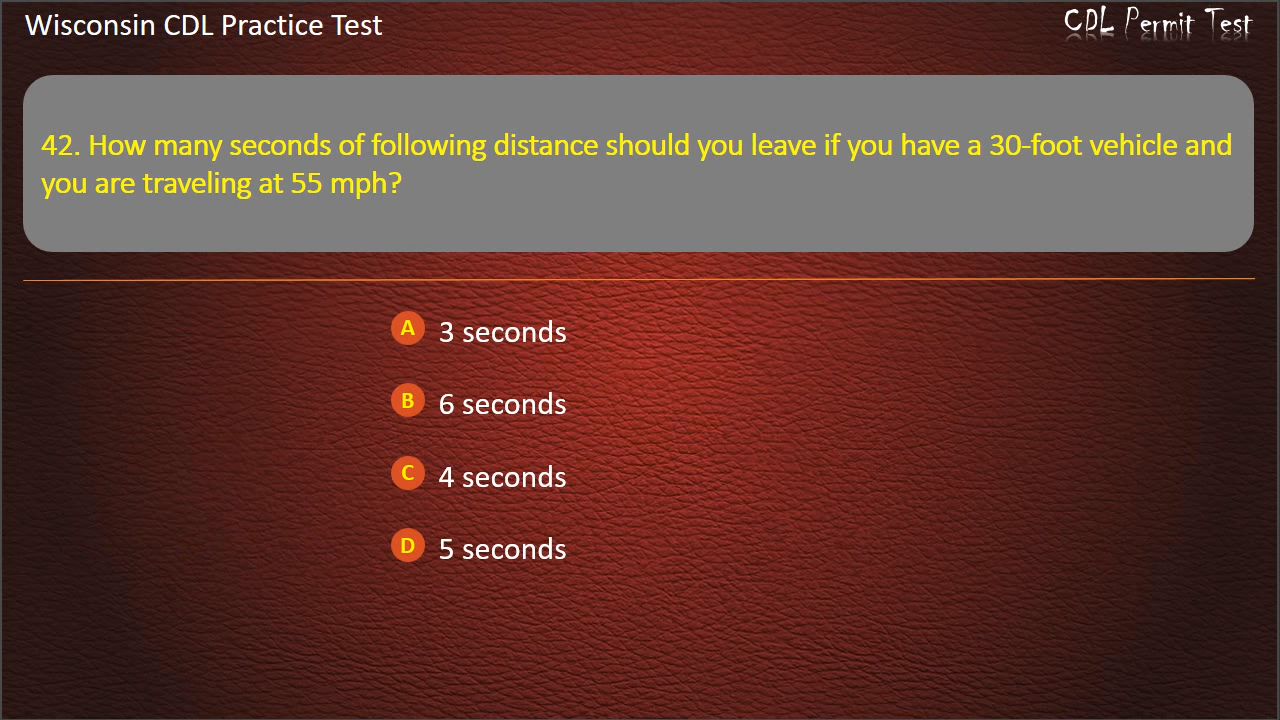 Wisconsin CDL Practice Test
CDL Permit Test
42. How many seconds of following distance should you leave if you have a 30-foot vehicle and
you are traveling at 55 mph?
A 3 seconds
B 6 seconds
C 4 seconds
D 5 seconds